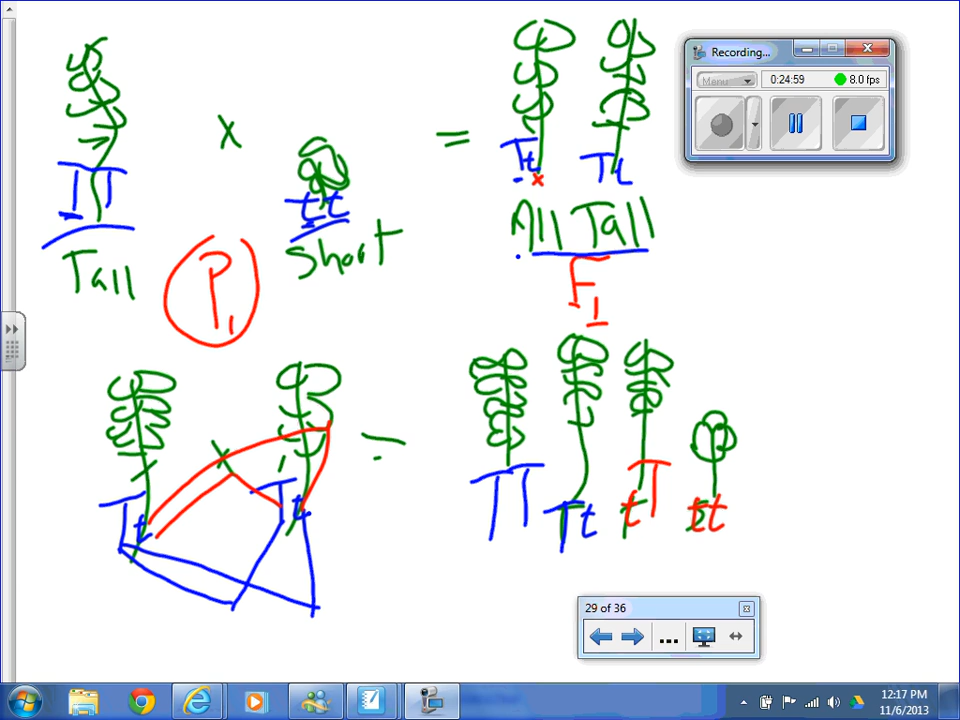 TT
Tall
x
tt
Short
=
Tt
Tt
All Tall
P1
F1
Tt
x
Tt
=
TT
Tt
tT
tt
Recording...
Menu
0:24:59
8.0 fps
29 of 36
...
12:17 PM
11/6/2013